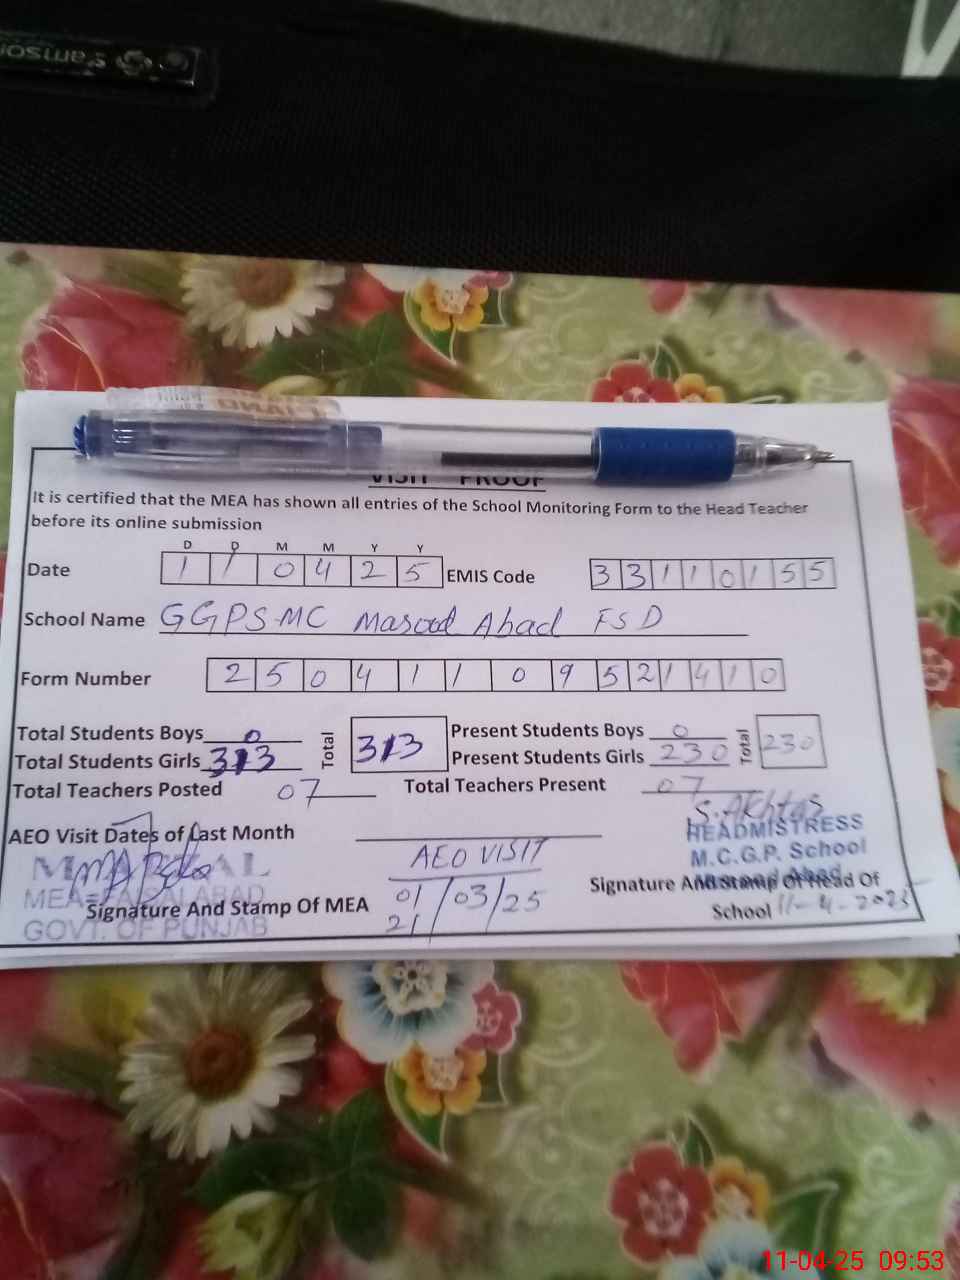 Samson
PIANO
VISIT PROOF
It is certified that the MEA has shown all entries of the School Monitoring Form to the Head Teacher
before its online submission
D D M M Y Y
Date 1 1 0 4 2 5 EMIS Code 3 3 1 1 0 1 5 5
School Name GGPS MC Masood Abad FSD
Form Number 2 5 0 4 1 1 0 9 5 2 1 4 1 0
Total Students Boys 0 Total 313 Present Students Boys 0 Total 230
Total Students Girls 313 Present Students Girls 230
Total Teachers Posted 07 Total Teachers Present 07
S. Akhtar
AEO Visit Dates of Last Month
HEADMISTRESS
M.C.G.P. School
Masood Abad
AEO VISIT
MEA=FAISALABAD
GOVT. OF PUNJAB
Signature And Stamp Of MEA
01/03/25
21/
Signature And Stamp Of Head Of
School 11-4-2025
11-04-25 09:53